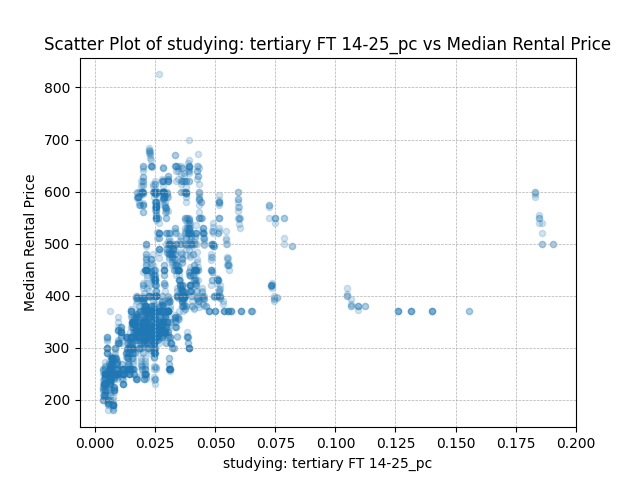 Scatter Plot of studying: tertiary FT 14-25_pc vs Median Rental Price
800
700
600
500
400
300
200
Median Rental Price
0.000 0.025 0.050 0.075 0.100 0.125 0.150 0.175 0.200
studying: tertiary FT 14-25_pc